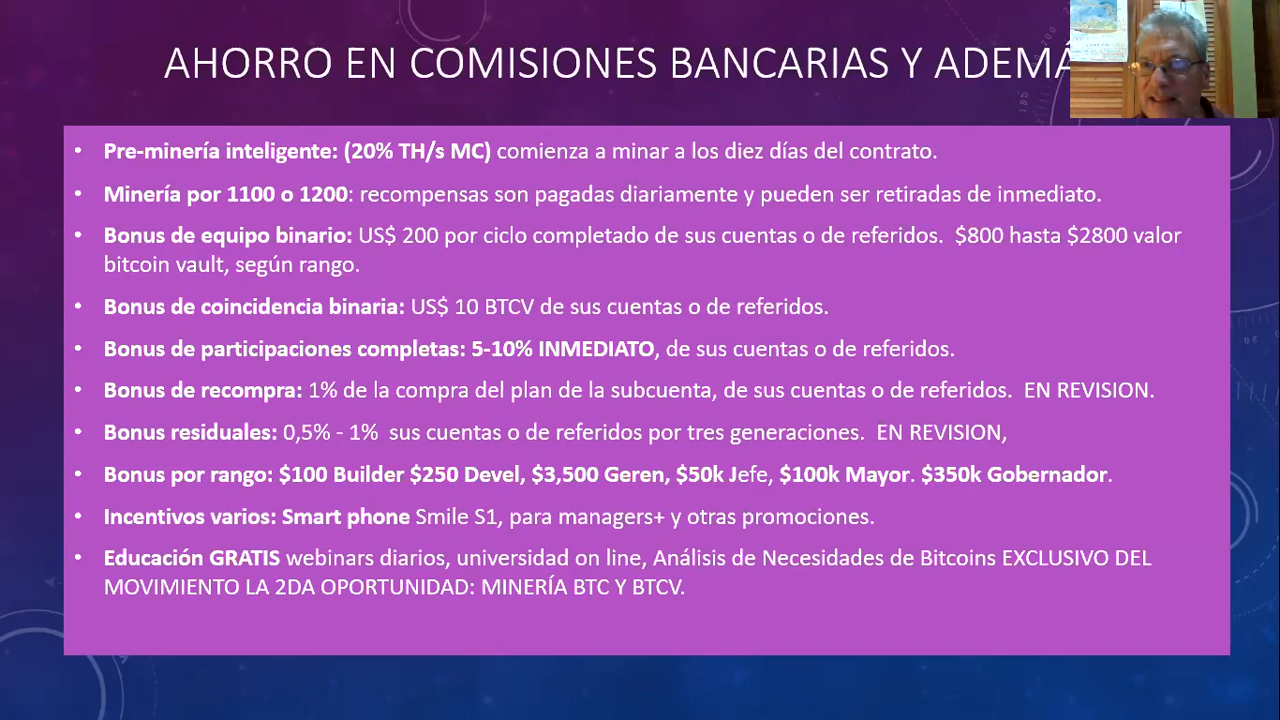 AHORRO EN COMISIONES BANCARIAS Y ADEMÁ
• Pre-minería inteligente: (20% TH/s MC) comienza a minar a los diez días del contrato.
• Minería por 1100 o 1200: recompensas son pagadas diariamente y pueden ser retiradas de inmediato.
• Bonus de equipo binario: US$ 200 por ciclo completado de sus cuentas o de referidos. $800 hasta $2800 valor
bitcoin vault, según rango.
• Bonus de coincidencia binaria: US$ 10 BTCV de sus cuentas o de referidos.
• Bonus de participaciones completas: 5-10% INMEDIATO, de sus cuentas o de referidos.
• Bonus de recompra: 1% de la compra del plan de la subcuenta, de sus cuentas o de referidos. EN REVISION.
• Bonus residuales: 0,5% - 1% sus cuentas o de referidos por tres generaciones. EN REVISION,
• Bonus por rango: $100 Builder $250 Devel, $3,500 Geren, $50k Jefe, $100k Mayor. $350k Gobernador.
• Incentivos varios: Smart phone Smile S1, para managers+ y otras promociones.
• Educación GRATIS webinars diarios, universidad on line, Análisis de Necesidades de Bitcoins EXCLUSIVO DEL
MOVIMIENTO LA 2DA OPORTUNIDAD: MINERÍA BTC Y BTCV.